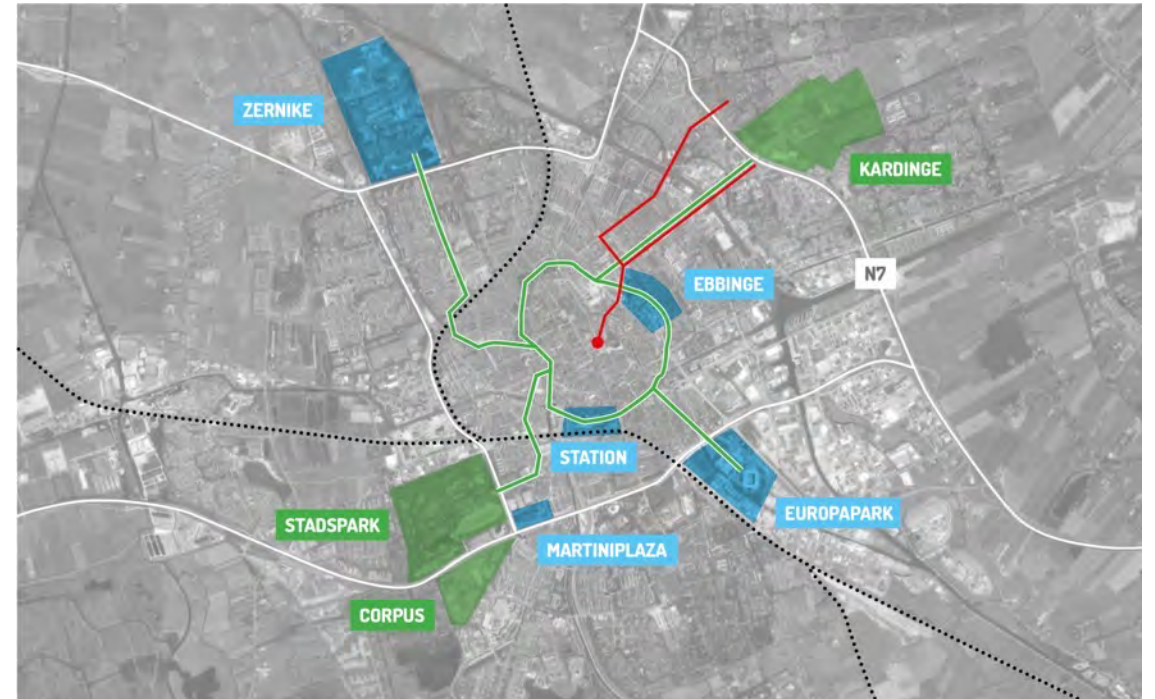 ZERNIKE
KARDINGE
N7
EBBINGE
STATION
EUROPAPARK
STADSPARK
MARTINIPLAZA
CORPUS